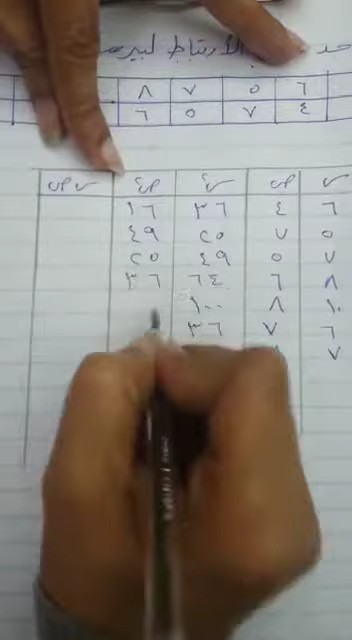 الارتباط
٦ ٥ ٧ ٨
٤ ٧ ٥ ٦
س ص س٢ ص٢ س ص
٦ ٤ ٣٦ ١٦
٥ ٧ ٢٥ ٤٩
٧ ٥ ٤٩ ٢٥
٨ ٦ ٦٤ ٣٦
١٠ ٨ ١٠٠
٦ ٧ ٣٦
٧